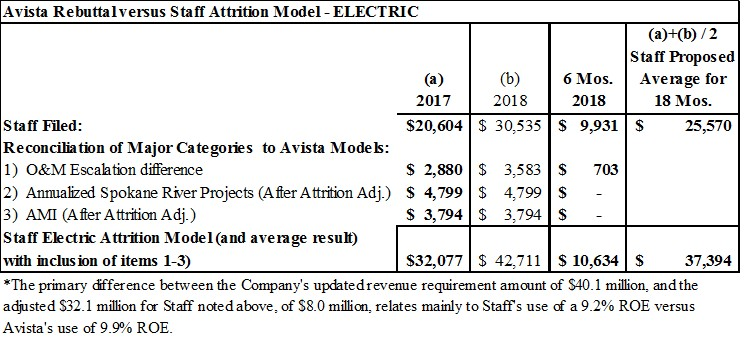 Avista Rebuttal versus Staff Attrition Model - ELECTRIC
(a)+(b) / 2
Staff Proposed
(a) (b) 6 Mos. Average for
2017 2018 2018 18 Mos.
Staff Filed: $20,604 $ 30,535 $ 9,931 $ 25,570
Reconciliation of Major Categories to Avista Models:
1) O&M Escalation difference $ 2,880 $ 3,583 $ 703
2) Annualized Spokane River Projects (After Attrition Adj.) $ 4,799 $ 4,799 $ -
3) AMI (After Attrition Adj.) $ 3,794 $ 3,794 $ -
Staff Electric Attrition Model (and average result)
with inclusion of items 1-3) $32,077 $ 42,711 $ 10,634 $ 37,394
*The primary difference between the Company's updated revenue requirement amount of $40.1 million, and the
adjusted $32.1 million for Staff noted above, of $8.0 million, relates mainly to Staff's use of a 9.2% ROE versus
Avista's use of 9.9% ROE.